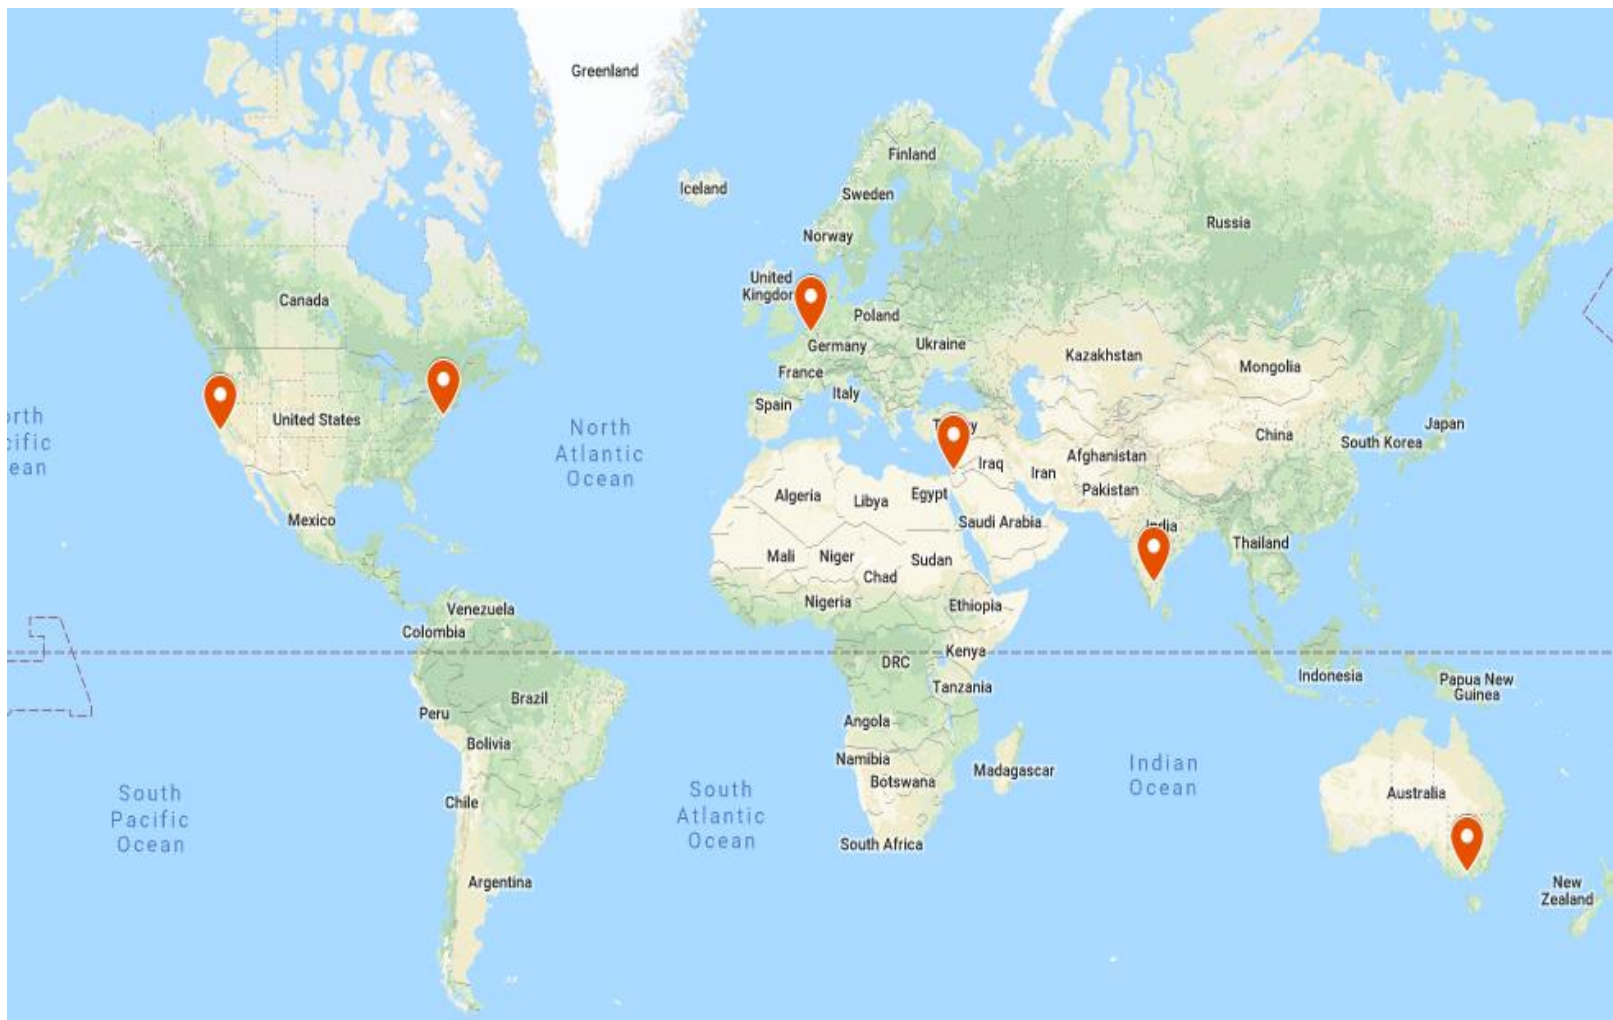 Greenland
Iceland
Finland
Sweden
Norway
Russia
United
Kingdor
Canada
Poland
Germany
Ukraine
France
Kazakhstan
Mongolia
Italy
Spain
United States
orth
cific
ean
North
Atlantic
Ocean
Japan
China
South Korea
Afghanistan
Iraq
Iran
Pakistan
Algeria
Libya
Egypt
Mexico
Saudi Arabia
India
Thailand
Mali
Niger
Chad
Sudan
Nigeria
Ethiopia
Venezuela
Colombia
DRC
Kenya
Indonesia
Papua New
Guinea
Tanzania
Brazil
Peru
Angola
Bolivia
Namibia
Botswana
Madagascar
Indian
Ocean
South
Pacific
Ocean
South
Atlantic
Ocean
Chile
Australia
South Africa
Argentina
New
Zealand